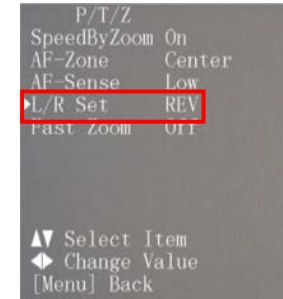 P/T/Z
SpeedByZoom On
AF-Zone Center
AF-Sense Low
L/R Set REV
Fast Zoom Off
Select Item
Change Value
[Menu] Back